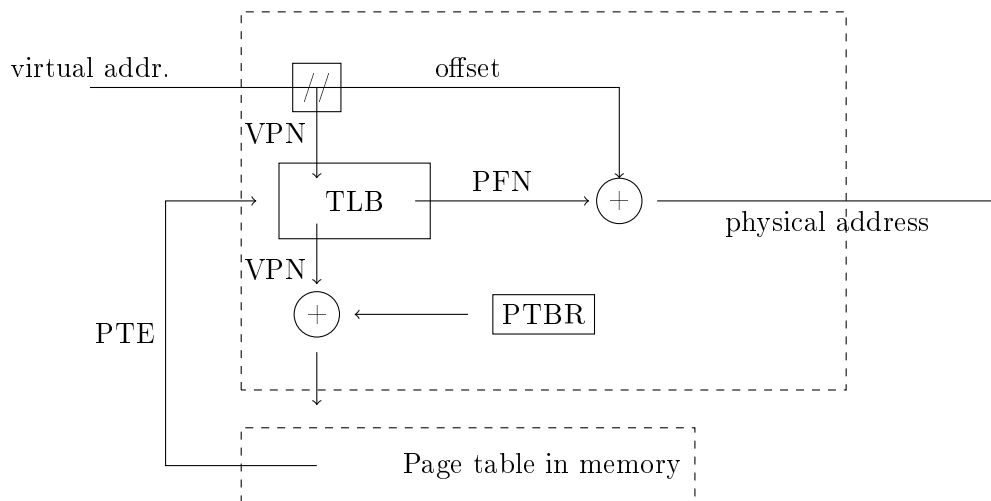 virtual addr.
//
offset
VPN
TLB
PFN
+
physical address
VPN
+
PTBR
PTE
Page table in memory